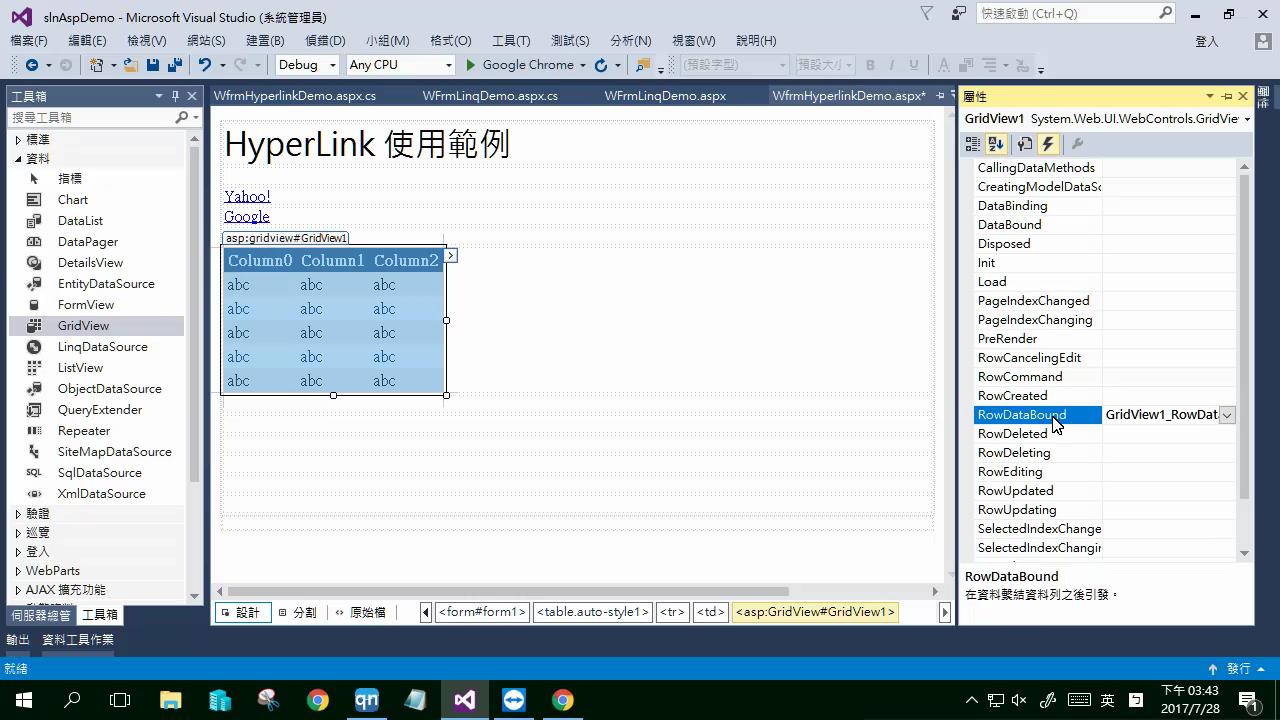 slnAspDemo - Microsoft Visual Studio (系統管理員)
快速啟動 (Ctrl+Q)
檔案(F) 編輯(E) 檢視(V) 網站(S) 建置(B) 偵錯(D) 小組(M) 格式(O) 工具(T) 測試(S) 分析(N) 視窗(W) 說明(H) 登入
Debug Any CPU Google Chrome (預設字型) (預設大小) B I U A
工具箱
搜尋工具箱
標準
資料
指標
Chart
DataList
DataPager
DetailsView
EntityDataSource
FormView
GridView
LinqDataSource
ListView
ObjectDataSource
QueryExtender
Repeater
SiteMapDataSource
SqlDataSource
XmlDataSource
驗證
巡覽
登入
WebParts
AJAX 擴充功能
伺服器總管 工具箱
WfrmHyperlinkDemo.aspx.cs WFrmLinqDemo.aspx.cs WFrmLinqDemo.aspx WfrmHyperlinkDemo.aspx*
HyperLink 使用範例
Yahoo!
Google
asp:gridview#GridView1
Column0 Column1 Column2
abc abc abc
abc abc abc
abc abc abc
abc abc abc
abc abc abc
設計 分割 原始檔 <form#form1> <table.auto-style1> <tr> <td> <asp:GridView#GridView1>
屬性
GridView1 System.Web.UI.WebControls.GridVie
CallingDataMethods
CreatingModelDataSo
DataBinding
DataBound
Disposed
Init
Load
PageIndexChanged
PageIndexChanging
PreRender
RowCancelingEdit
RowCommand
RowCreated
RowDataBound GridView1_RowData
RowDeleted
RowDeleting
RowEditing
RowUpdated
RowUpdating
SelectedIndexChange
SelectedIndexChangin
RowDataBound
在資料繫結資料列之後引發。
輸出 資料工具作業
就緒 發行
qn 英 下午 03:43
2017/7/28 1